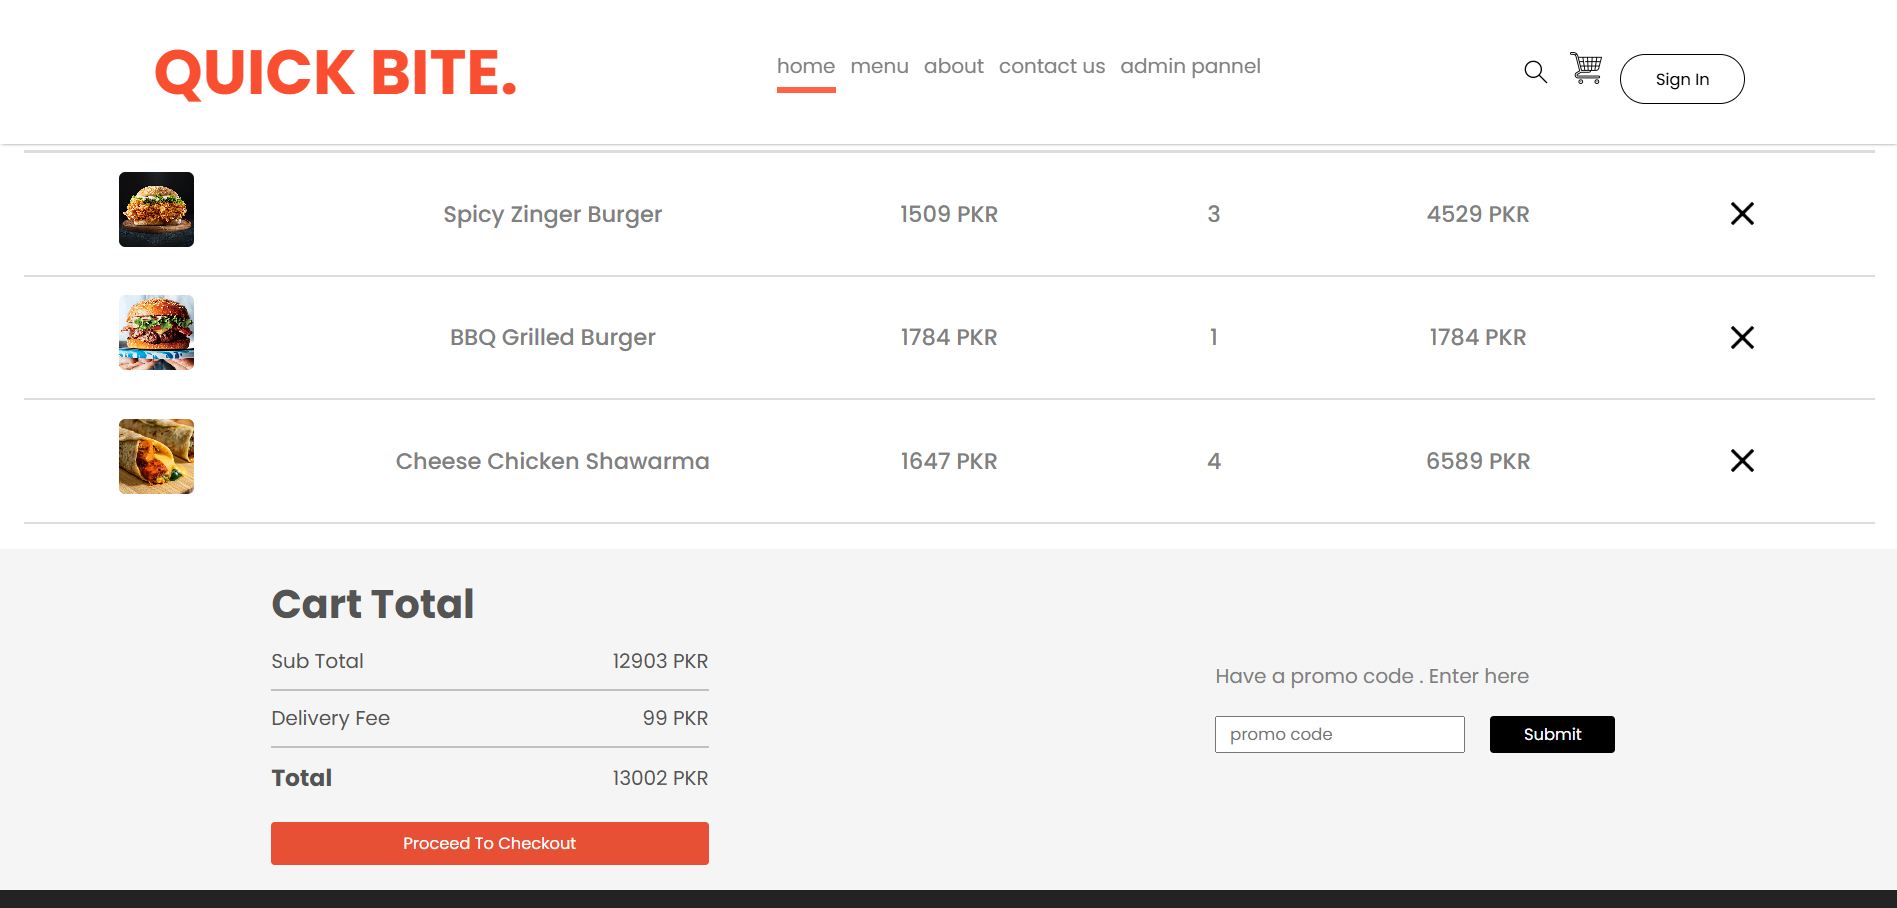 QUICK BITE.
home menu about contact us admin pannel
Sign In
Spicy Zinger Burger 1509 PKR 3 4529 PKR
BBQ Grilled Burger 1784 PKR 1 1784 PKR
Cheese Chicken Shawarma 1647 PKR 4 6589 PKR
Cart Total
Sub Total 12903 PKR
Delivery Fee 99 PKR
Total 13002 PKR
Proceed To Checkout
Have a promo code . Enter here
promo code
Submit